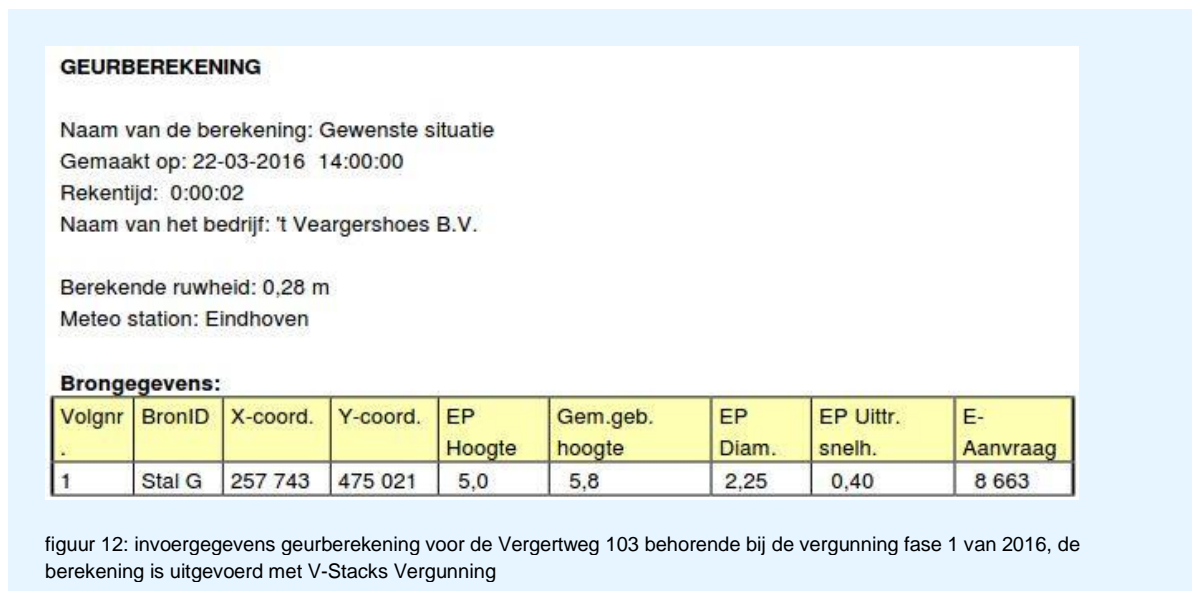 GEURBEREKENING
Naam van de berekening: Gewenste situatie
Gemaakt op: 22-03-2016 14:00:00
Rekentijd: 0:00:02
Naam van het bedrijf: 't Veargershoes B.V.
Berekende ruwheid: 0,28 m
Meteo station: Eindhoven
Brongegevens:
Volgnr. BronID X-coord. Y-coord. EP Hoogte Gem.geb. hoogte EP Diam. EP Uittr. snelh. E-Aanvraag
1 Stal G 257 743 475 021 5,0 5,8 2,25 0,40 8 663
figuur 12: invoergegevens geurberekening voor de Vergertweg 103 behorende bij de vergunning fase 1 van 2016, de
berekening is uitgevoerd met V-Stacks Vergunning